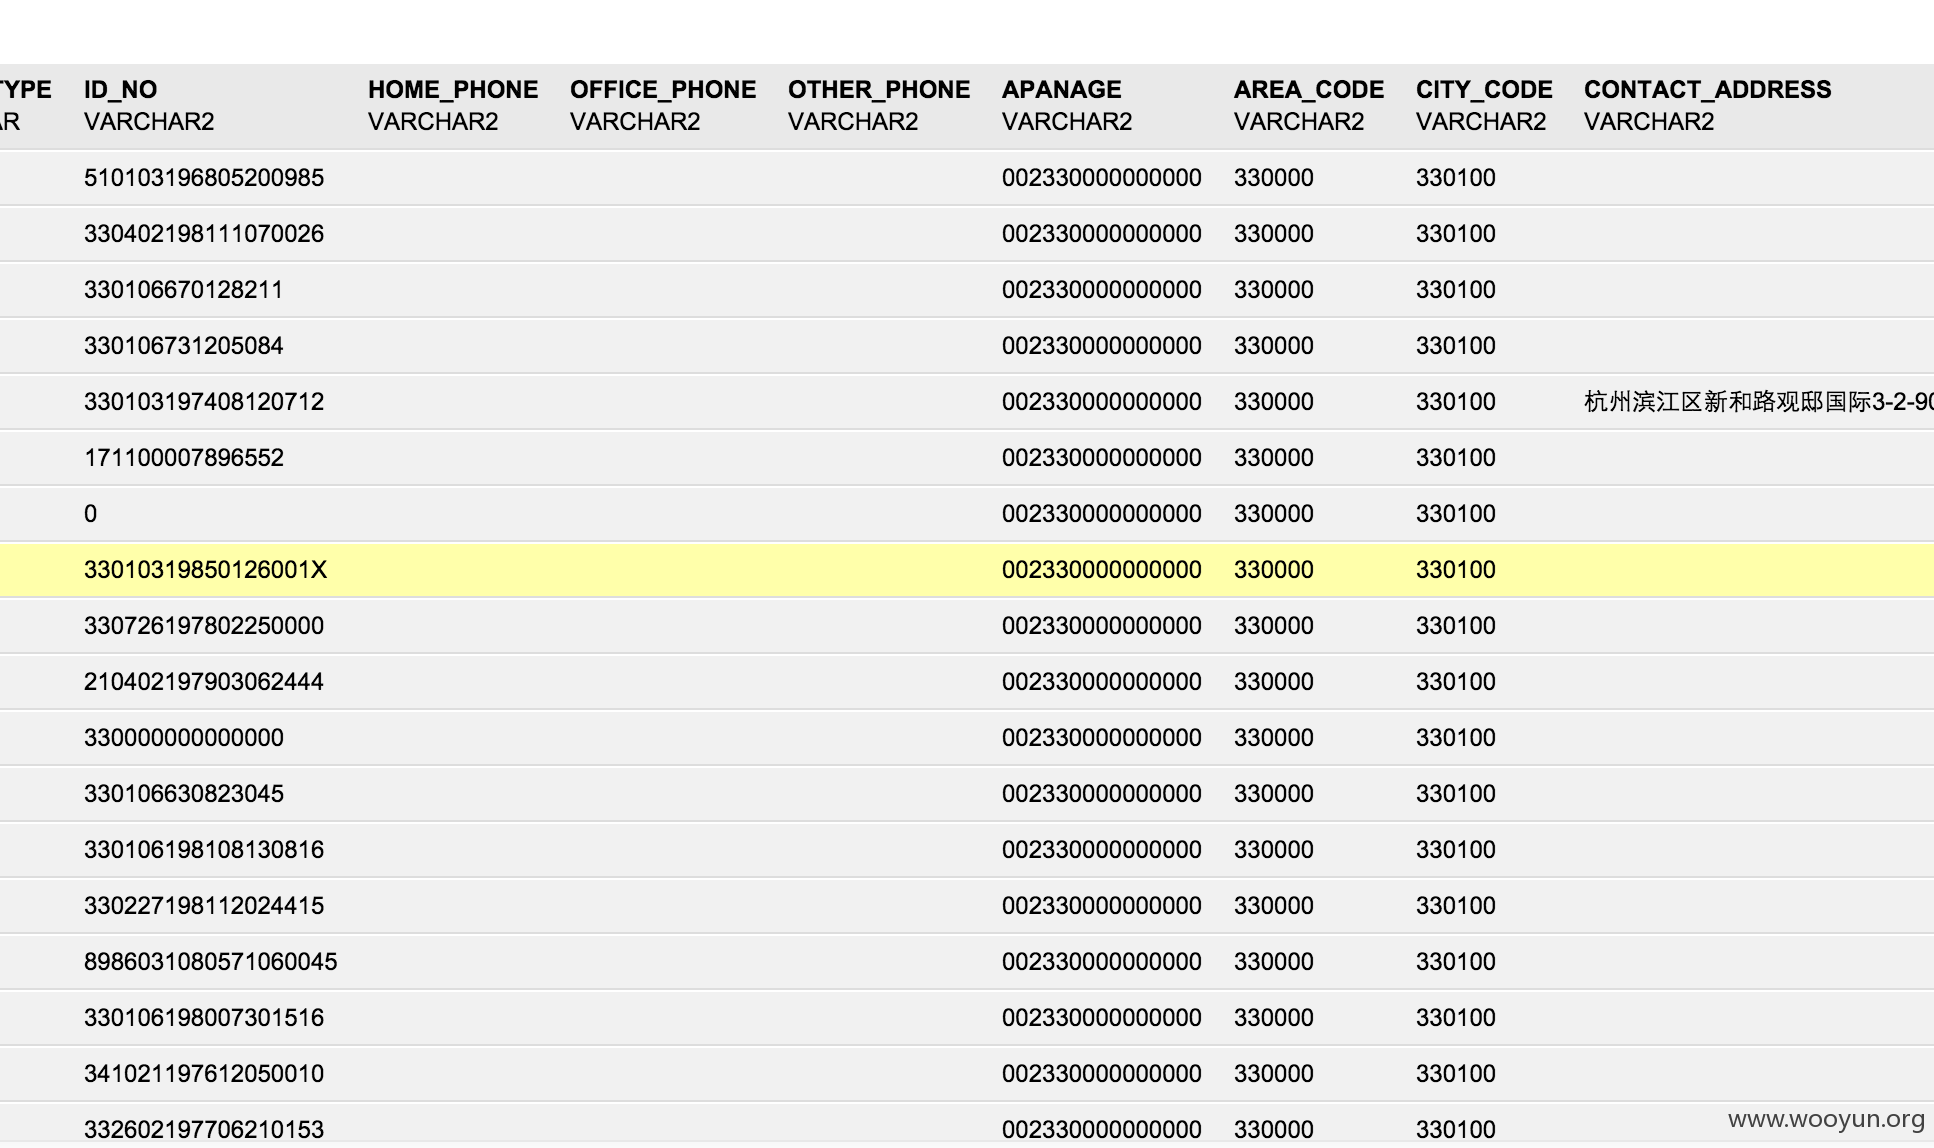 TYPE ID_NO HOME_PHONE OFFICE_PHONE OTHER_PHONE APANAGE AREA_CODE CITY_CODE CONTACT_ADDRESS
AR VARCHAR2 VARCHAR2 VARCHAR2 VARCHAR2 VARCHAR2 VARCHAR2 VARCHAR2 VARCHAR2
510103196805200985 002330000000000 330000 330100
330402198111070026 002330000000000 330000 330100
330106670128211 002330000000000 330000 330100
330106731205084 002330000000000 330000 330100
330103197408120712 002330000000000 330000 330100 杭州滨江区新和路观邸国际3-2-90
171100007896552 002330000000000 330000 330100
0 002330000000000 330000 330100
33010319850126001X 002330000000000 330000 330100
330726197802250000 002330000000000 330000 330100
210402197903062444 002330000000000 330000 330100
330000000000000 002330000000000 330000 330100
330106630823045 002330000000000 330000 330100
330106198108130816 002330000000000 330000 330100
330227198112024415 002330000000000 330000 330100
8986031080571060045 002330000000000 330000 330100
330106198007301516 002330000000000 330000 330100
341021197612050010 002330000000000 330000 330100
332602197706210153 002330000000000 330000 330100
www.wooyun.org